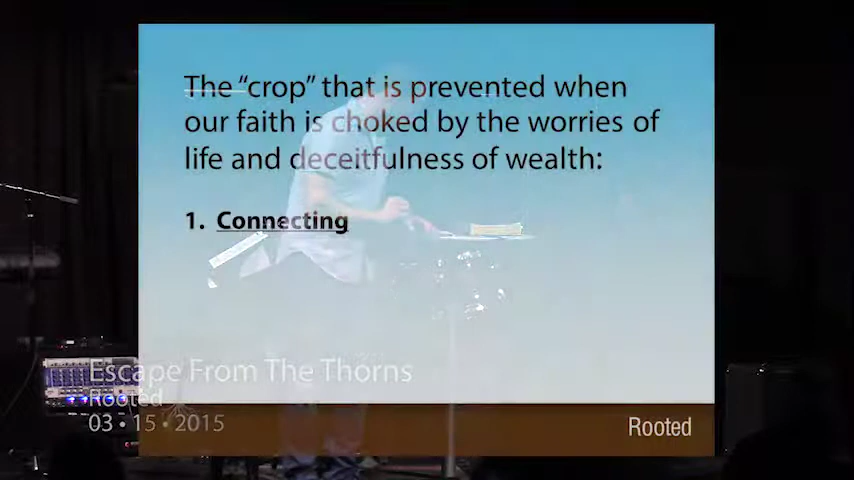 The “crop” that is prevented when
our faith is choked by the worries of
life and deceitfulness of wealth:
1. Connecting
Escape From The Thorns
Rooted
03 • 15 • 2015
Rooted